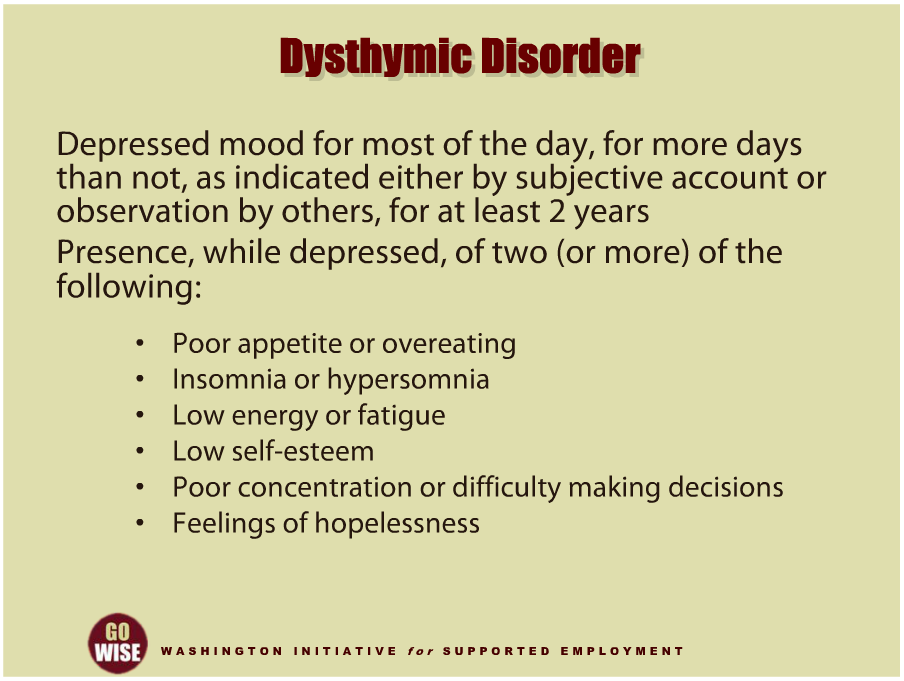 Dysthymic Disorder
Depressed mood for most of the day, for more days
than not, as indicated either by subjective account or
observation by others, for at least 2 years
Presence, while depressed, of two (or more) of the
following:
• Poor appetite or overeating
• Insomnia or hypersomnia
• Low energy or fatigue
• Low self-esteem
• Poor concentration or difficulty making decisions
• Feelings of hopelessness
GO
WISE
WASHINGTON INITIATIVE for SUPPORTED EMPLOYMENT